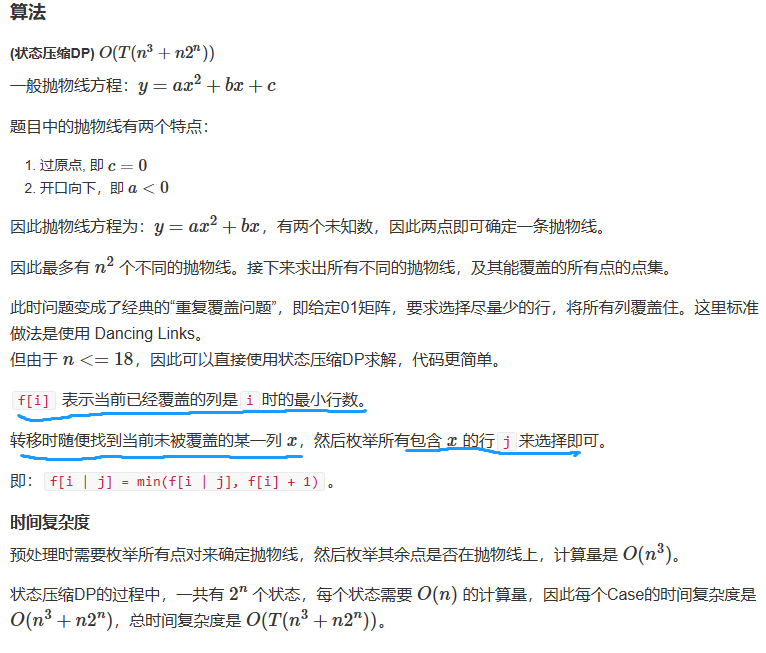 算法
(状态压缩DP) O(T(n³ + n2ⁿ))
一般抛物线方程：y = ax² + bx + c
题目中的抛物线有两个特点：
1. 过原点, 即 c = 0
2. 开口向下，即 a < 0
因此抛物线方程为：y = ax² + bx，有两个未知数，因此两点即可确定一条抛物线。
因此最多有 n² 个不同的抛物线。接下来求出所有不同的抛物线，及其能覆盖的所有点的点集。
此时问题变成了经典的“重复覆盖问题”，即给定01矩阵，要求选择尽量少的行，将所有列覆盖住。这里标准
做法是使用 Dancing Links。
但由于 n <= 18，因此可以直接使用状态压缩DP求解，代码更简单。
f[i] 表示当前已经覆盖的列是 i 时的最小行数。
转移时随便找到当前未被覆盖的某一列 x，然后枚举所有包含 x 的行 j 来选择即可。
即：f[i | j] = min(f[i | j], f[i] + 1)。
时间复杂度
预处理时需要枚举所有点对来确定抛物线，然后枚举其余点是否在抛物线上，计算量是 O(n³)。
状态压缩DP的过程中，一共有 2ⁿ 个状态，每个状态需要 O(n) 的计算量，因此每个Case的时间复杂度是
O(n³ + n2ⁿ)，总时间复杂度是 O(T(n³ + n2ⁿ))。